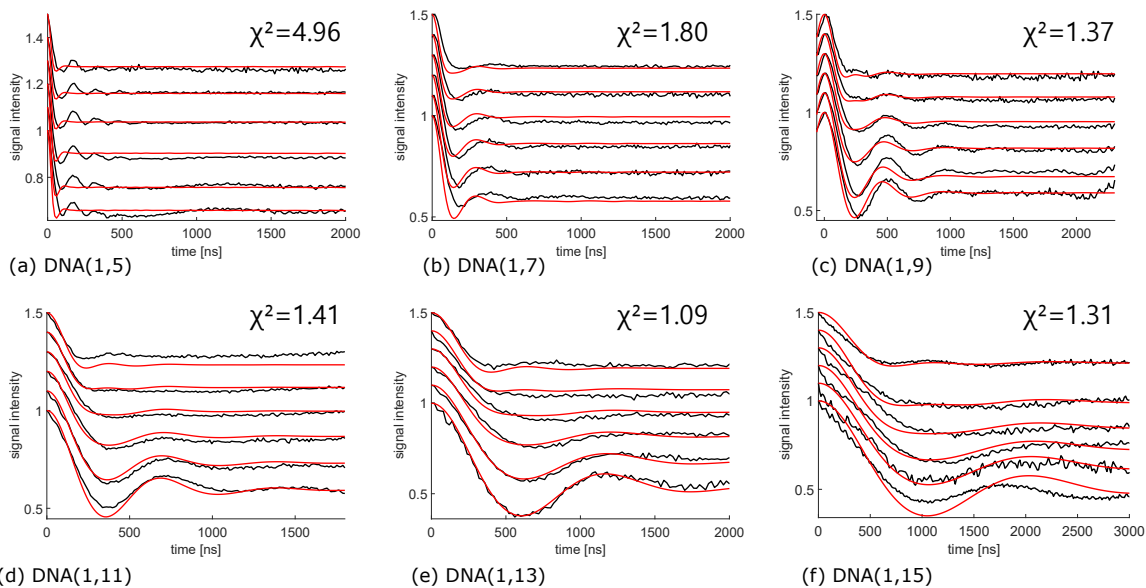 χ²=4.96
signal intensity
1.4
1.2
1
0.8
0 500 1000 1500 2000
time [ns]
(a) DNA(1,5)
χ²=1.80
signal intensity
1.5
1
0.5
0 500 1000 1500 2000
time [ns]
(b) DNA(1,7)
χ²=1.37
signal intensity
1.5
1
0.5
0 500 1000 1500 2000
time [ns]
(c) DNA(1,9)
χ²=1.41
signal intensity
1.5
1
0.5
0 500 1000 1500
time [ns]
(d) DNA(1,11)
χ²=1.09
signal intensity
1.5
1
0.5
0 500 1000 1500 2000
time [ns]
(e) DNA(1,13)
χ²=1.31
signal intensity
1.5
1
0.5
0 500 1000 1500 2000 2500 3000
time [ns]
(f) DNA(1,15)